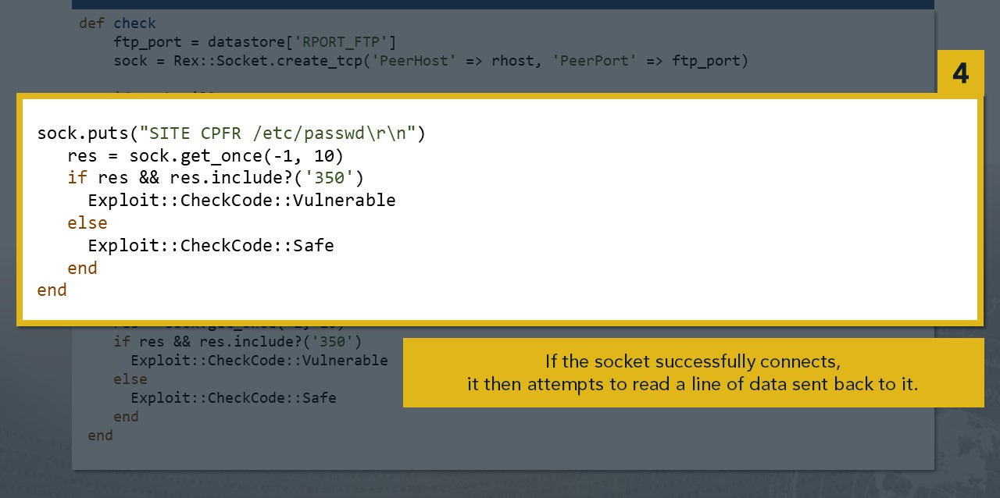 def check
ftp_port = datastore['RPORT_FTP']
sock = Rex::Socket.create_tcp('PeerHost' => rhost, 'PeerPort' => ftp_port)
4
sock.puts("SITE CPFR /etc/passwd\r\n")
res = sock.get_once(-1, 10)
if res && res.include?('350')
Exploit::CheckCode::Vulnerable
else
Exploit::CheckCode::Safe
end
end
if res && res.include?('350')
Exploit::CheckCode::Vulnerable
else
Exploit::CheckCode::Safe
end
end
If the socket successfully connects,
it then attempts to read a line of data sent back to it.